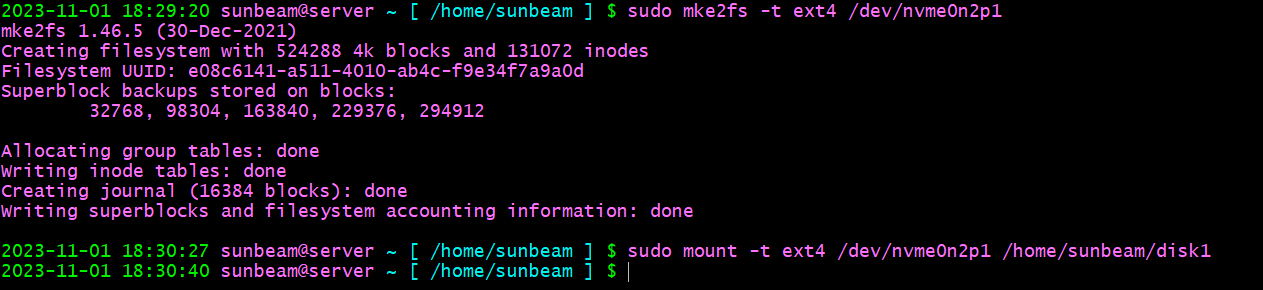 2023-11-01 18:29:20 sunbeam@server ~ [ /home/sunbeam ] $ sudo mke2fs -t ext4 /dev/nvme0n2p1
mke2fs 1.46.5 (30-Dec-2021)
Creating filesystem with 524288 4k blocks and 131072 inodes
Filesystem UUID: e08c6141-a511-4010-ab4c-f9e34f7a9a0d
Superblock backups stored on blocks:
        32768, 98304, 163840, 229376, 294912

Allocating group tables: done
Writing inode tables: done
Creating journal (16384 blocks): done
Writing superblocks and filesystem accounting information: done

2023-11-01 18:30:27 sunbeam@server ~ [ /home/sunbeam ] $ sudo mount -t ext4 /dev/nvme0n2p1 /home/sunbeam/disk1
2023-11-01 18:30:40 sunbeam@server ~ [ /home/sunbeam ] $